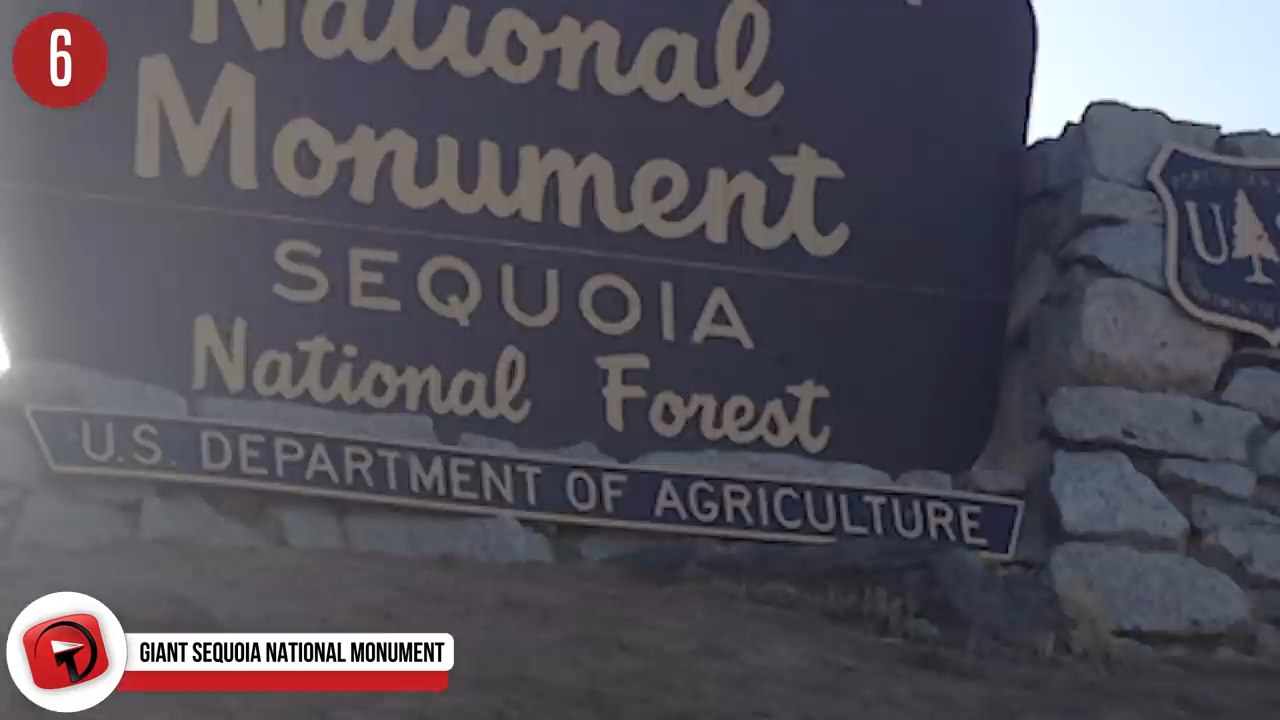 6
National
Monument
SEQUOIA
National Forest
U.S. DEPARTMENT OF AGRICULTURE
U
GIANT SEQUOIA NATIONAL MONUMENT